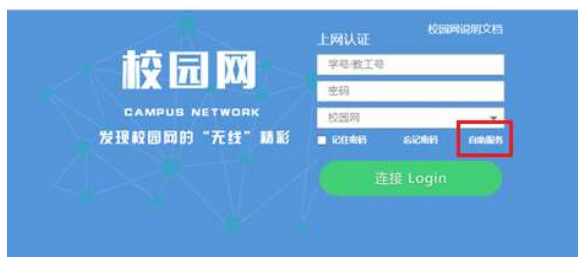 校园网说明文档
上网认证
校园网
CAMPUS NETWORK
发现校园网的“无线”精彩
学号·教工号
密码
校园网
记住密码 忘记密码 自助服务
连接 Login